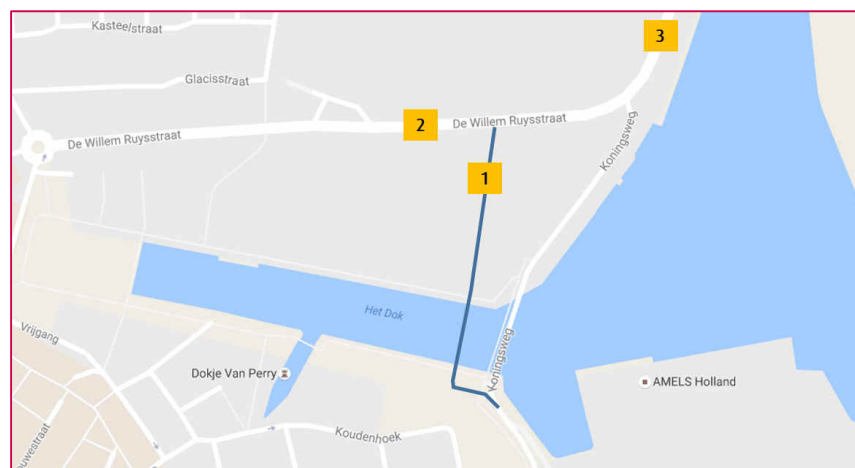 Kasteelstraat
3
Glacisstraat
De Willem Ruysstraat
2
De Willem Ruysstraat
Koningsweg
1
Het Dok
Vrijgang
Koningsweg
Dokje Van Perry
AMELS Holland
Koudenhoek
uwestraat